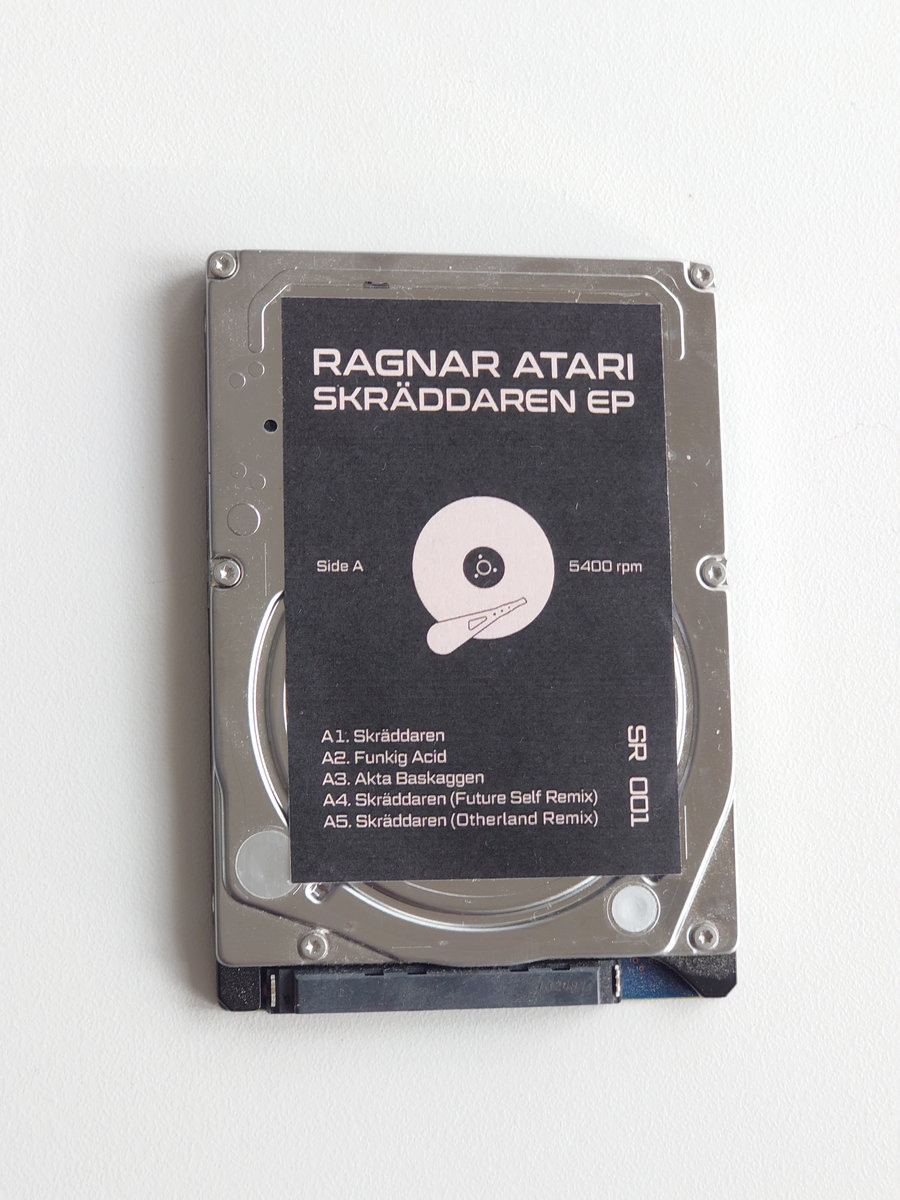 RAGNAR ATARI
SKRÄDDAREN EP
Side A
5400 rpm
A1. Skräddaren
A2. Funkig Acid
A3. Akta Baskaggen
A4. Skräddaren (Future Self Remix)
A5. Skräddaren (Otherland Remix)
SR 001